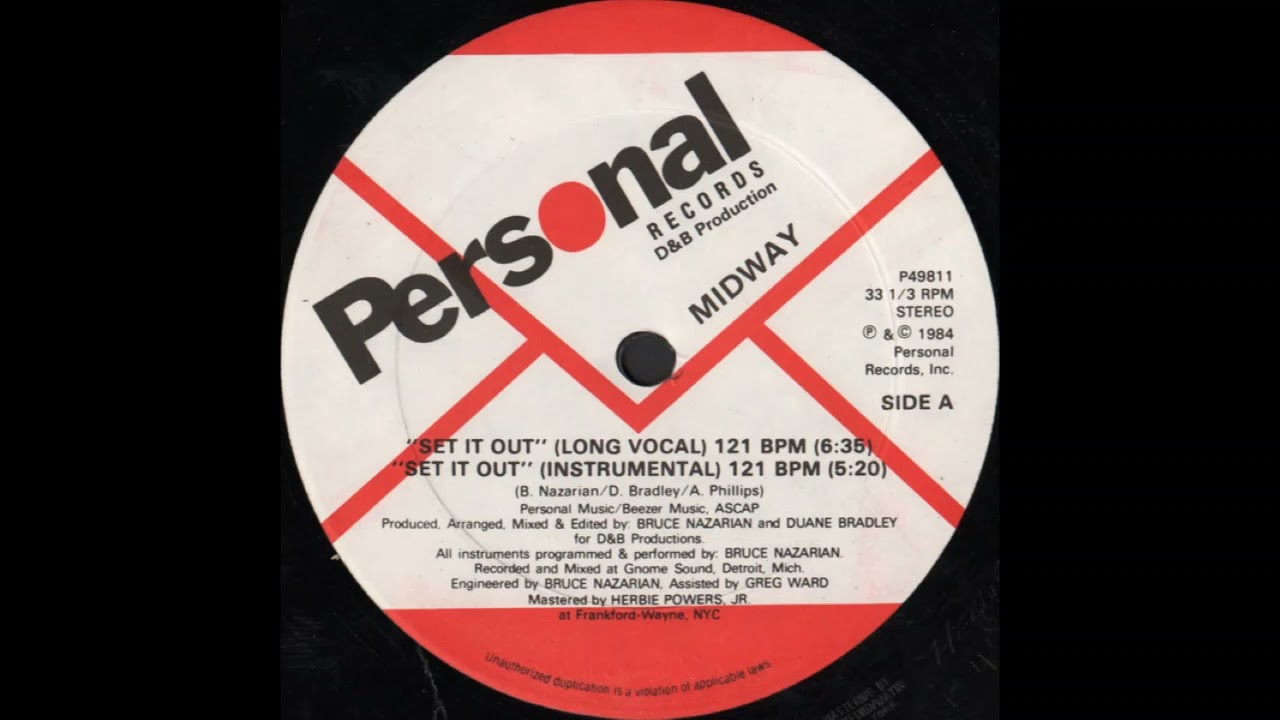 Personal
RECORDS
D&B Production
MIDWAY
P49811
33 1/3 RPM
STEREO
℗ & © 1984
Personal
Records, Inc.
SIDE A
"SET IT OUT" (LONG VOCAL) 121 BPM (6:35)
"SET IT OUT" (INSTRUMENTAL) 121 BPM (5:20)
(B. Nazarian/D. Bradley/A. Phillips)
Personal Music/Beezer Music, ASCAP
Produced, Arranged, Mixed & Edited by: BRUCE NAZARIAN and DUANE BRADLEY
for D&B Productions.
All instruments programmed & performed by: BRUCE NAZARIAN.
Recorded and Mixed at Gnome Sound, Detroit, Mich.
Engineered by BRUCE NAZARIAN, Assisted by GREG WARD
Mastered by HERBIE POWERS, JR.
at Frankford-Wayne, NYC
Unauthorized duplication is a violation of applicable laws